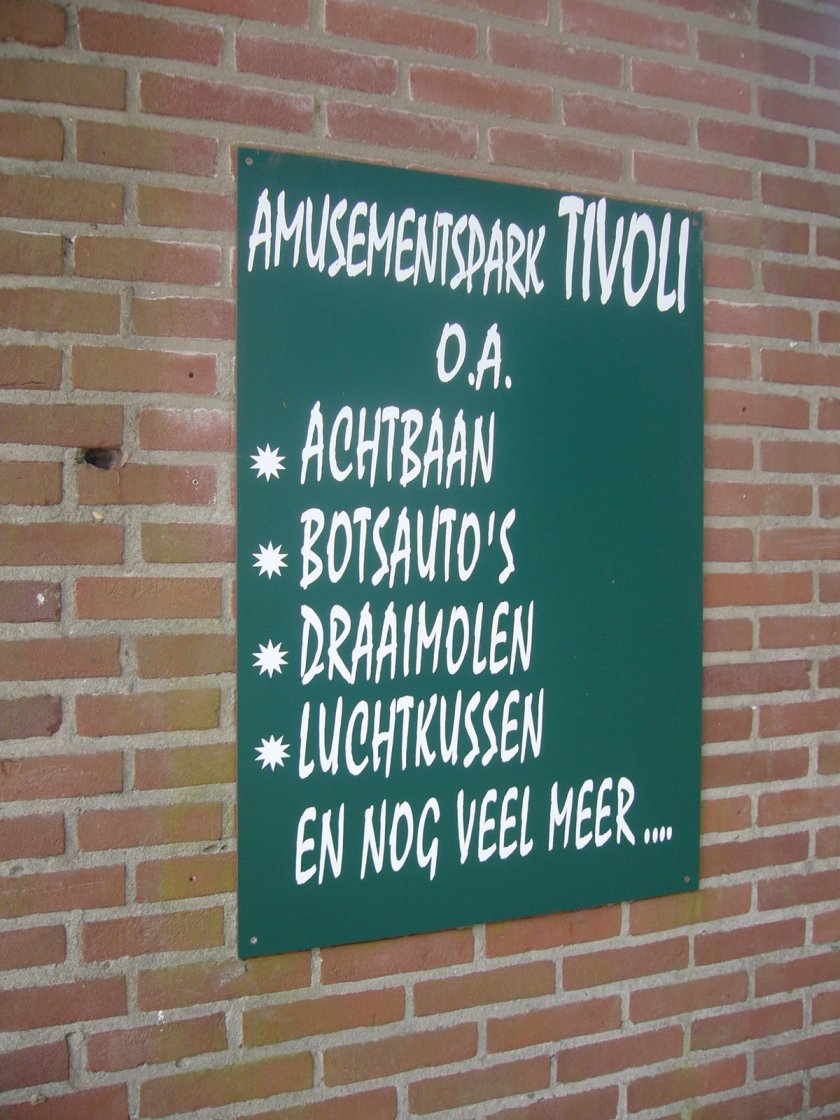 AMUSEMENTSPARK TIVOLI
O.A.
ACHTBAAN
BOTSAUTO'S
DRAAIMOLEN
LUCHTKUSSEN
EN NOG VEEL MEER ....